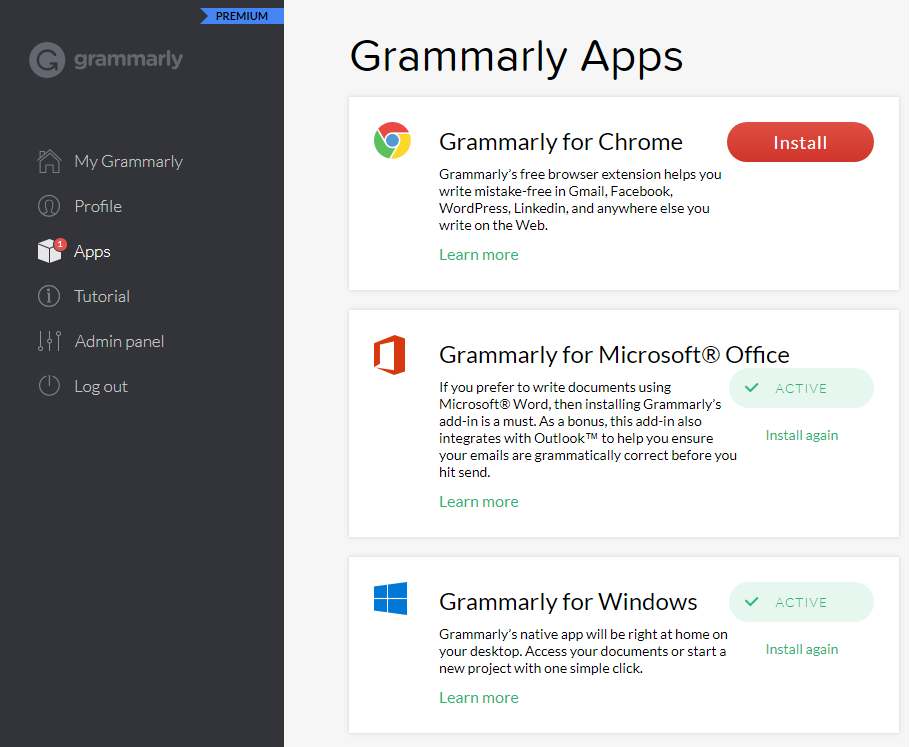 PREMIUM
grammarly
My Grammarly
Profile
1
Apps
Tutorial
Admin panel
Log out
Grammarly Apps
Grammarly for Chrome
Install
Grammarly's free browser extension helps you
write mistake-free in Gmail, Facebook,
WordPress, Linkedin, and anywhere else you
write on the Web.
Learn more
Grammarly for Microsoft® Office
If you prefer to write documents using
Microsoft® Word, then installing Grammarly's
add-in is a must. As a bonus, this add-in also
integrates with Outlook™ to help you ensure
your emails are grammatically correct before you
hit send.
ACTIVE
Install again
Learn more
Grammarly for Windows
ACTIVE
Grammarly's native app will be right at home on
your desktop. Access your documents or start a
new project with one simple click.
Install again
Learn more